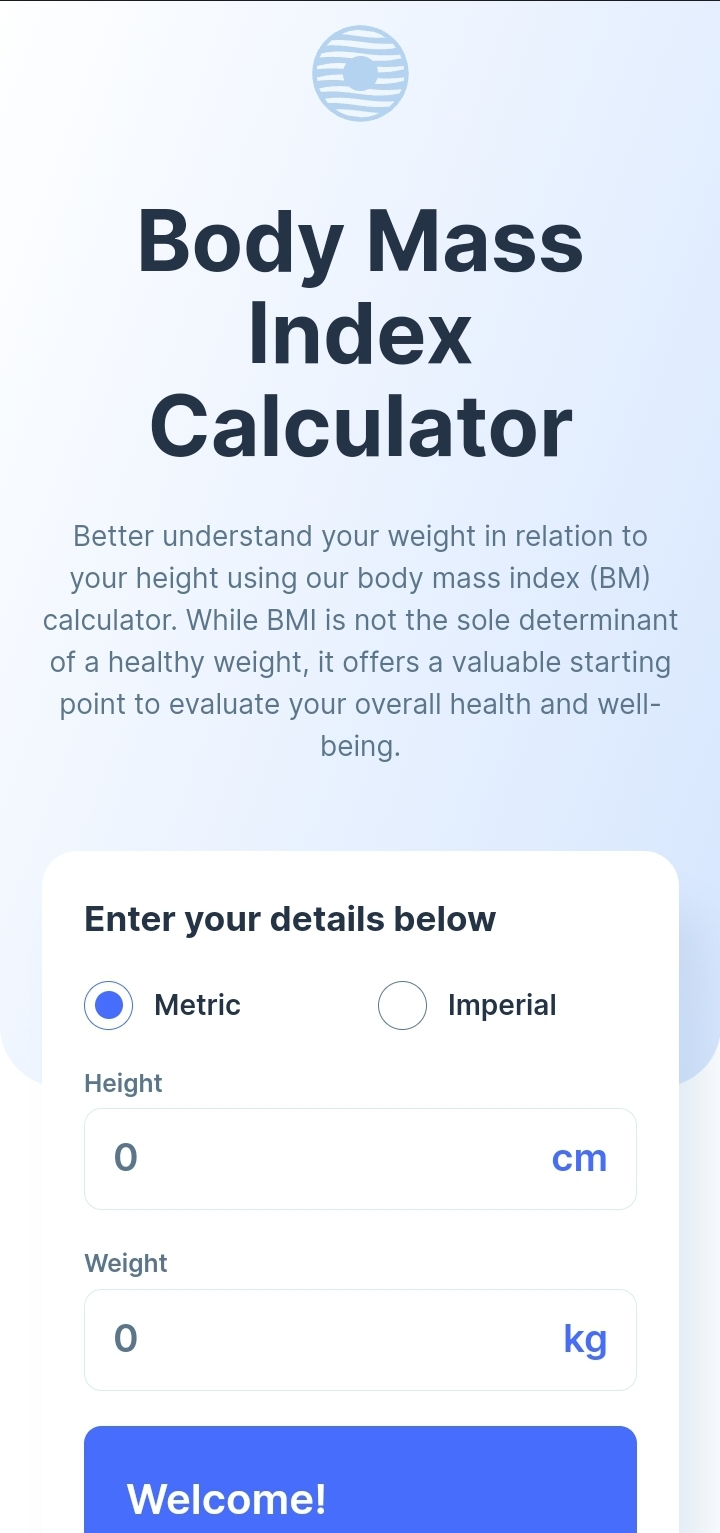 Body Mass
Index
Calculator
Better understand your weight in relation to
your height using our body mass index (BM)
calculator. While BMI is not the sole determinant
of a healthy weight, it offers a valuable starting
point to evaluate your overall health and well-
being.
Enter your details below
Metric Imperial
Height
0 cm
Weight
0 kg
Welcome!